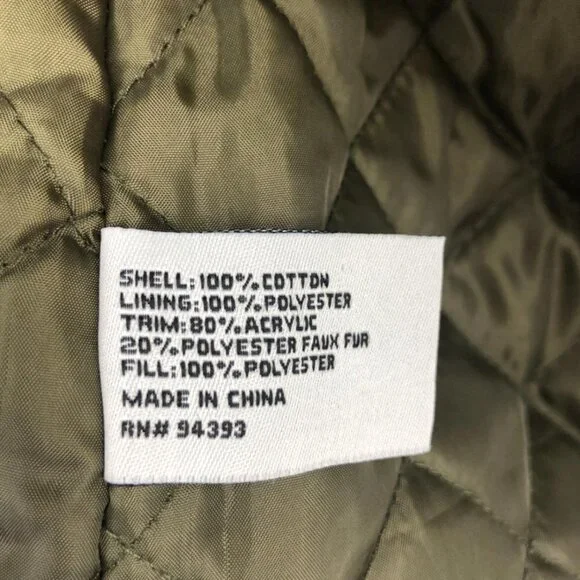 SHELL:100%.COTTON
LINING:100%.POLYESTER
TRIM:80%.ACRYLIC
20%.POLYESTER FAUX FUR
FILL:100%.POLYESTER
MADE IN CHINA
RN# 94393